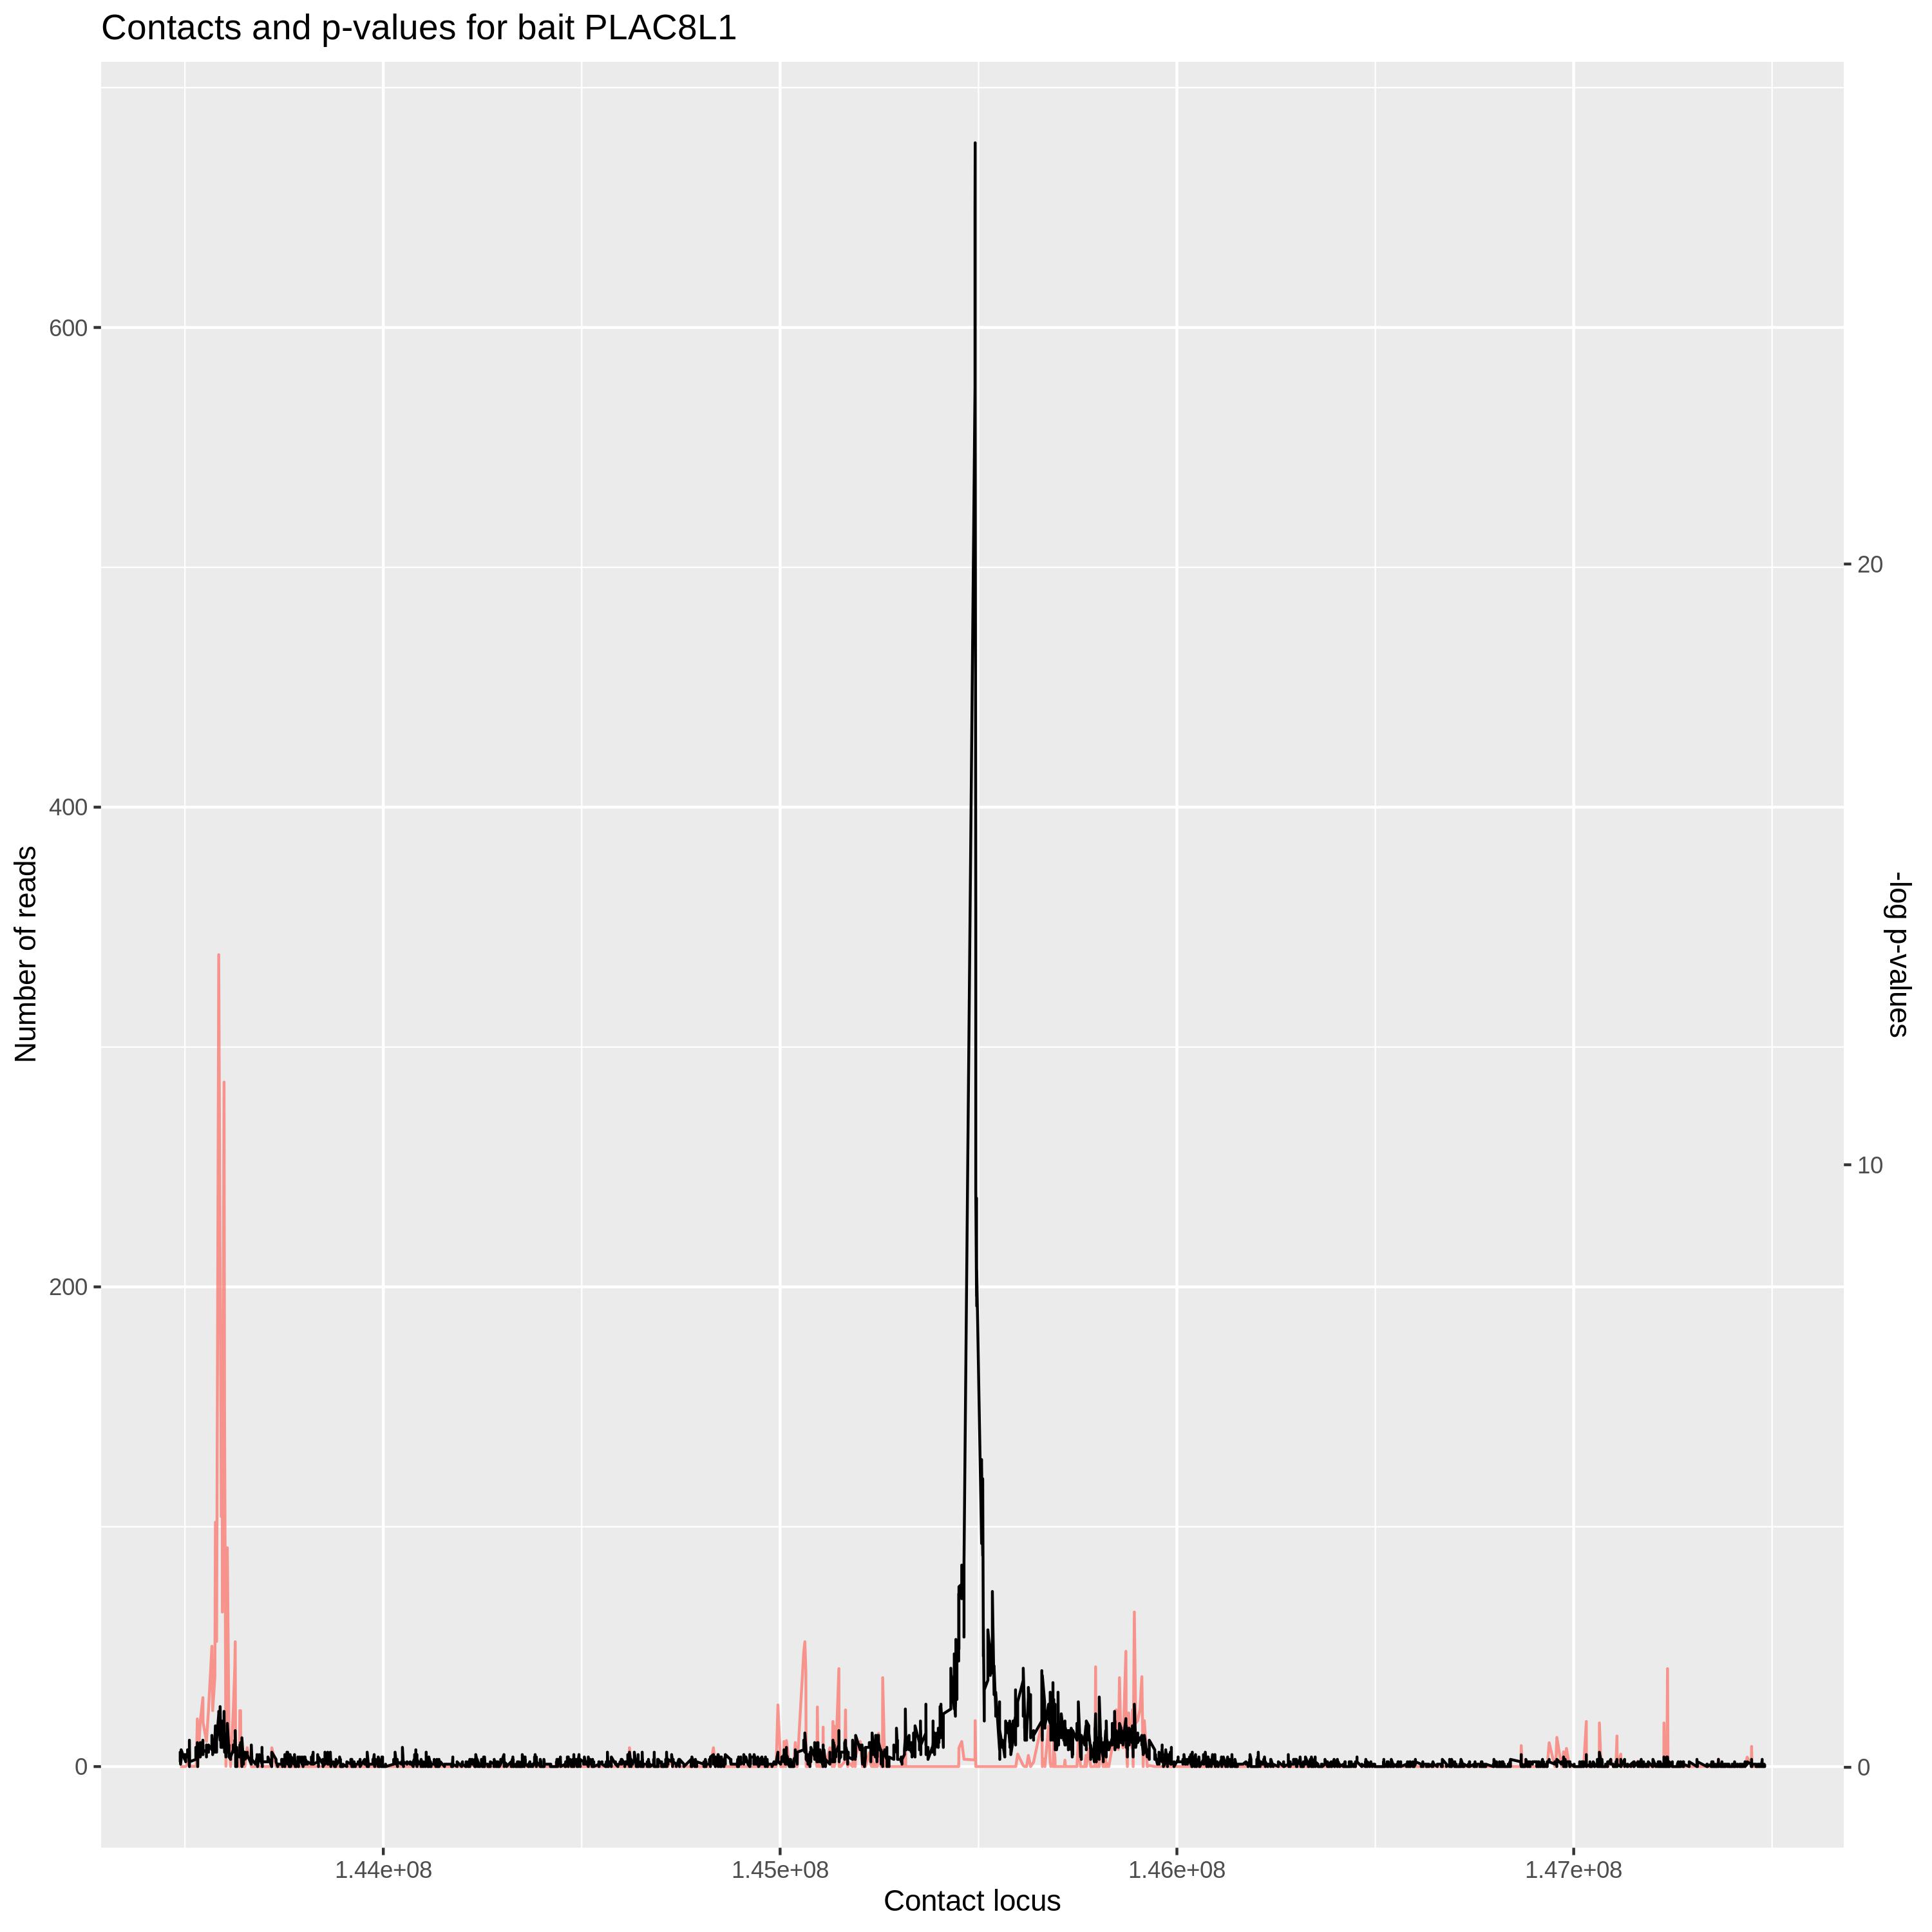 Contacts and p-values for bait PLAC8L1
600
400
200
0
Number of reads
20
10
0
-log p-values
1.44e+08
1.45e+08
1.46e+08
1.47e+08
Contact locus